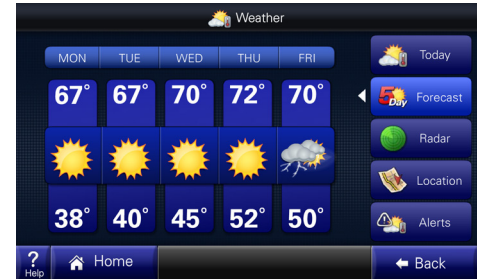 Weather
MON TUE WED THU FRI
67° 67° 70° 72° 70°
38° 40° 45° 52° 50°
Today
5 Day Forecast
Radar
Location
Alerts
? Help
Home
Back